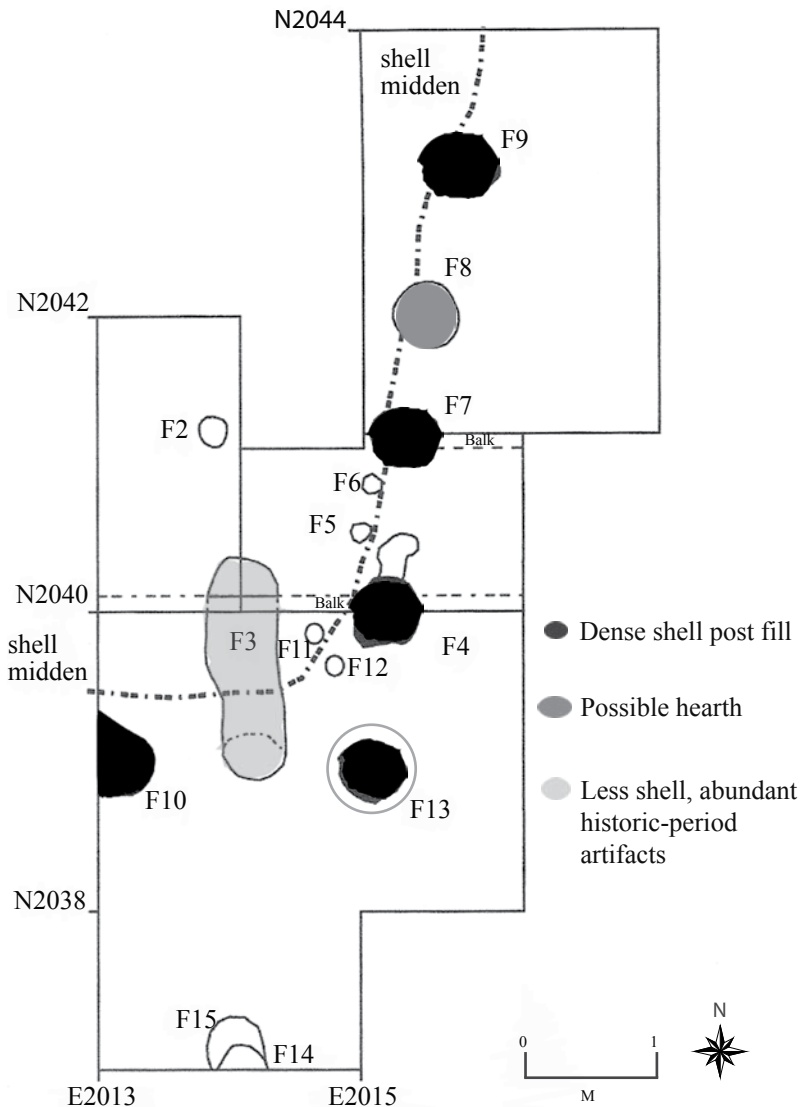 N2044
shell
midden
F9
F8
N2042
F7
F2
Balk
F6
F5
N2040
Balk
F3
F11
F4
shell
midden
F12
Dense shell post fill
Possible hearth
F10
F13
Less shell, abundant
historic-period
artifacts
N2038
F15
F14
N
0 1
M
E2013
E2015